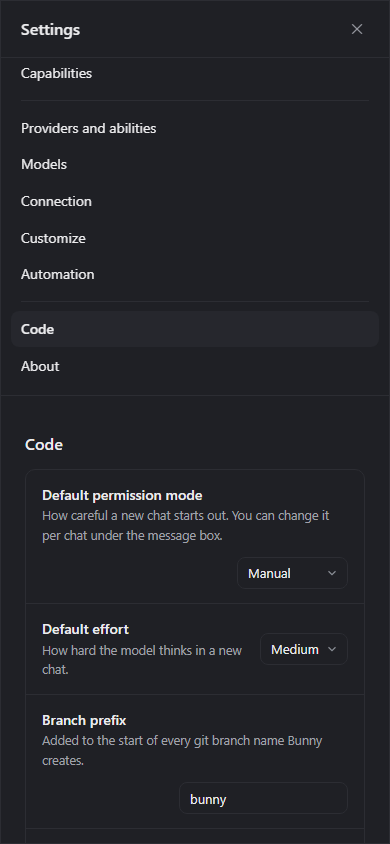 Settings
Capabilities
Providers and abilities
Models
Connection
Customize
Automation
Code
About
Code
Default permission mode
How careful a new chat starts out. You can change it
per chat under the message box.
Manual
Default effort
How hard the model thinks in a new
chat.
Medium
Branch prefix
Added to the start of every git branch name Bunny
creates.
bunny